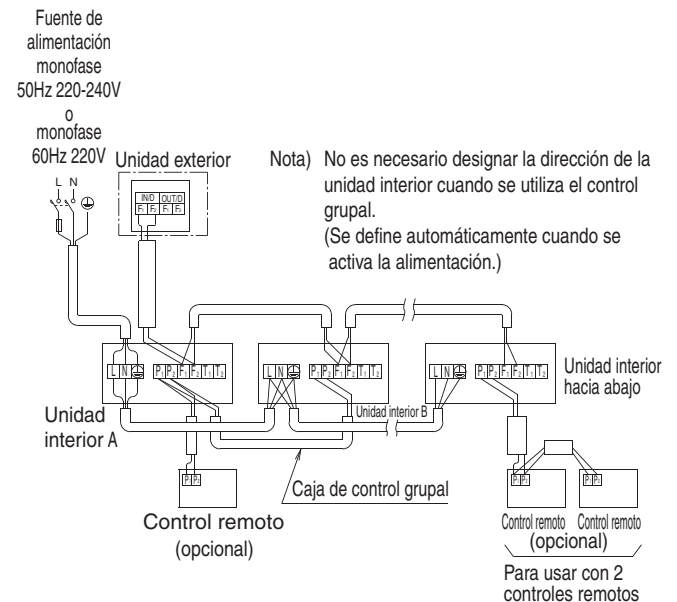 Fuente de
alimentación
monofase
50Hz 220-240V
o
monofase
60Hz 220V
L N
Unidad exterior
IN/D OUT/D
F₁ F₂ F₁ F₂
Nota) No es necesario designar la dirección de la
unidad interior cuando se utiliza el control
grupal.
(Se define automáticamente cuando se
activa la alimentación.)
L N P₁ P₂ F₁ F₂ T₁ T₂
L N P₁ P₂ F₁ F₂ T₁ T₂
L N P₁ P₂ F₁ F₂ T₁ T₂
Unidad interior
hacia abajo
Unidad
interior A
Unidad interior B
P₁ P₂
Caja de control grupal
Control remoto
(opcional)
P₁ P₂
P₁ P₂
Control remoto
Control remoto
(opcional)
Para usar con 2
controles remotos